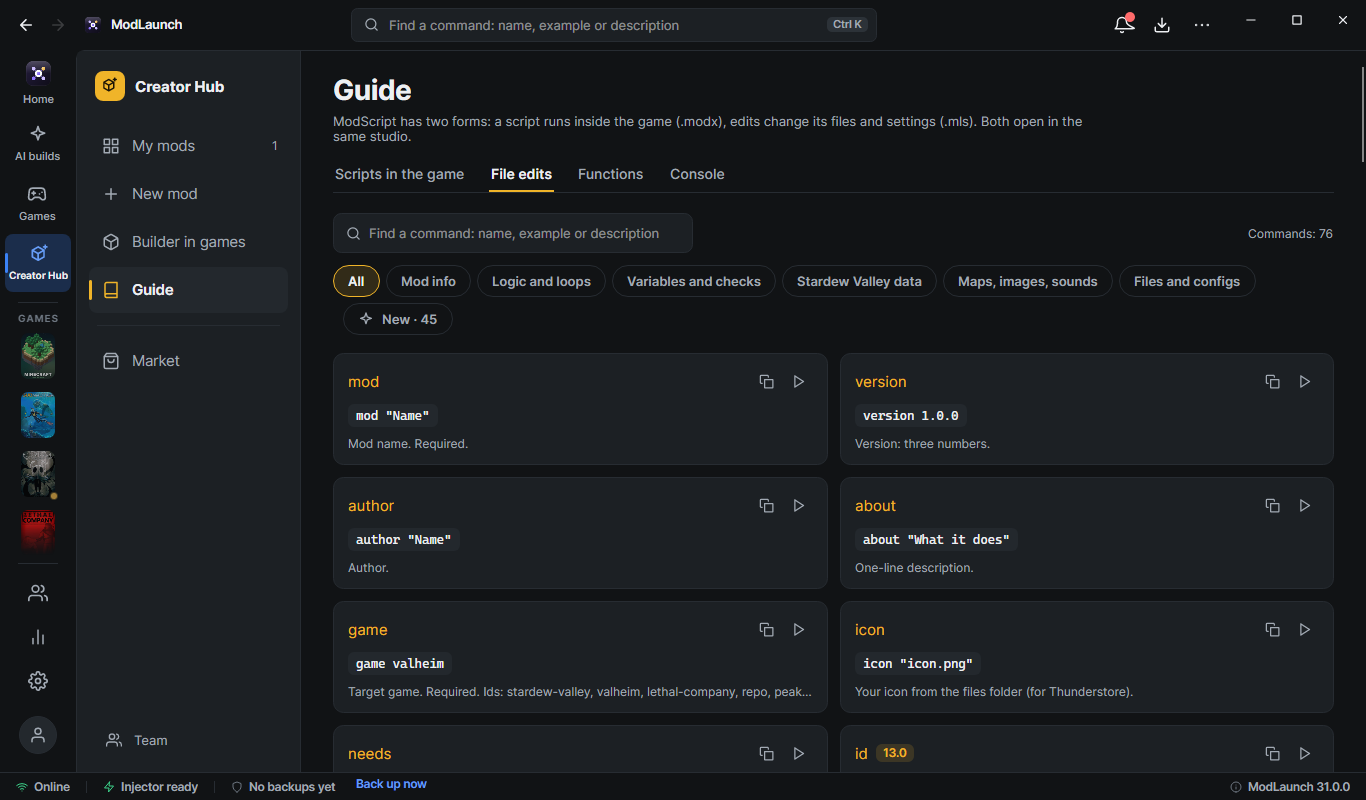 ModLaunch
Find a command: name, example or description
Ctrl K
Home
AI builds
Games
Creator Hub
GAMES
MINECRAFT
LETHAL
COMPANY
Creator Hub
My mods 1
New mod
Builder in games
Guide
Market
Team
Guide
ModScript has two forms: a script runs inside the game (.modx), edits change its files and settings (.mls). Both open in the
same studio.
Scripts in the game File edits Functions Console
Find a command: name, example or description
Commands: 76
All Mod info Logic and loops Variables and checks Stardew Valley data Maps, images, sounds Files and configs
New · 45
mod
mod "Name"
Mod name. Required.
version
version 1.0.0
Version: three numbers.
author
author "Name"
Author.
about
about "What it does"
One-line description.
game
game valheim
Target game. Required. Ids: stardew-valley, valheim, lethal-company, repo, peak...
icon
icon "icon.png"
Your icon from the files folder (for Thunderstore).
needs
id 13.0
Online
Injector ready
No backups yet
Back up now
ModLaunch 31.0.0